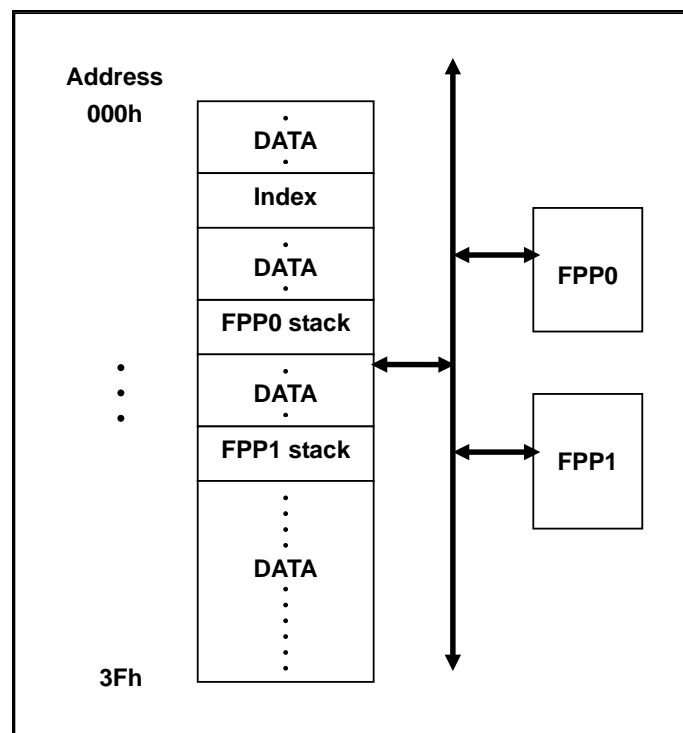 Address
000h
DATA
Index
DATA
FPP0 stack
DATA
FPP1 stack
DATA
3Fh
FPP0
FPP1